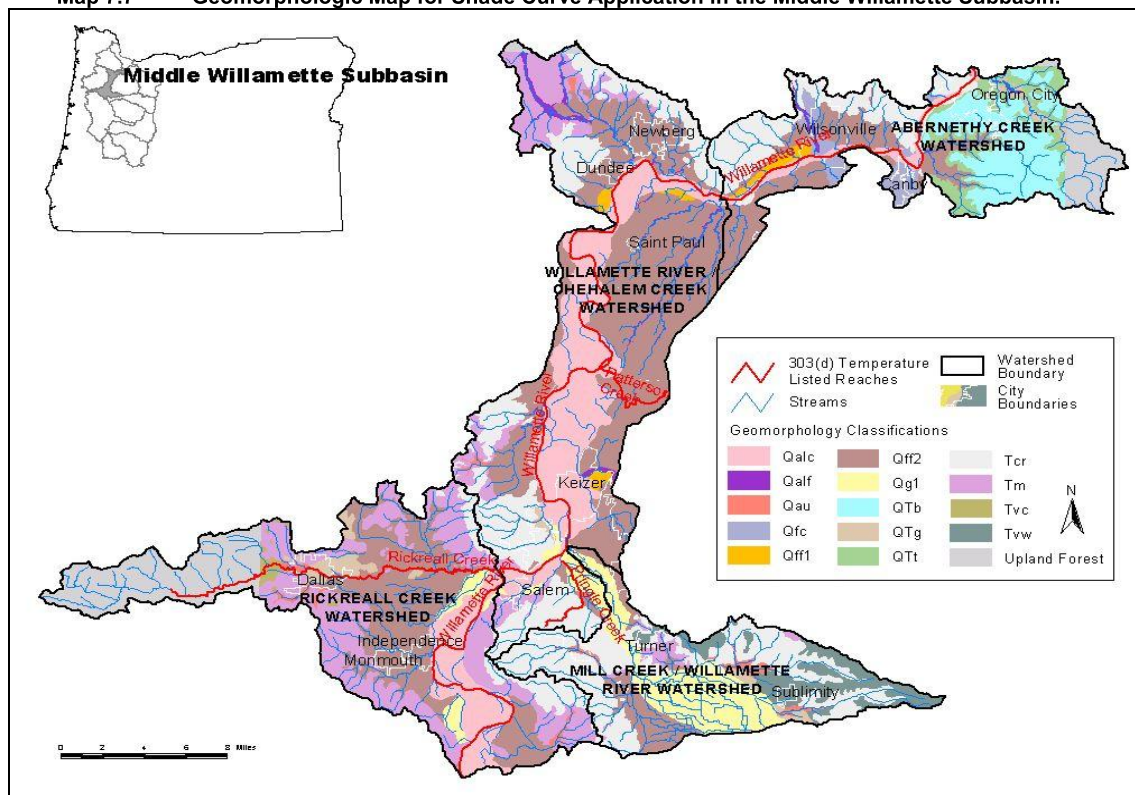 Map 7.7 Geomorphologic Map for Shade Curve Application in the Middle Willamette Subbasin.
Middle Willamette Subbasin
Oregon City
Newberg
Wilsonville
ABERNETHY CREEK
WATERSHED
Dundee
Willamette River
Canby
Saint Paul
WILLAMETTE RIVER /
CHEHALEM CREEK
WATERSHED
Patterson
Creek
Willamette River
Keizer
303(d) Temperature
Listed Reaches
Streams
Watershed
Boundary
City
Boundaries
Geomorphology Classifications
Qalc
Qalf
Qau
Qfc
Qff1
Qff2
Qg1
QTb
QTg
QTt
Tcr
Tm
Tvc
Tvw
Upland Forest
N
Rickreall Creek
Dallas
RICKREALL CREEK
WATERSHED
Willamette River
Salem
Independence
Monmouth
Turner
MILL CREEK / WILLAMETTE
RIVER WATERSHED
Sublimity
0 2 4 6 8 Miles